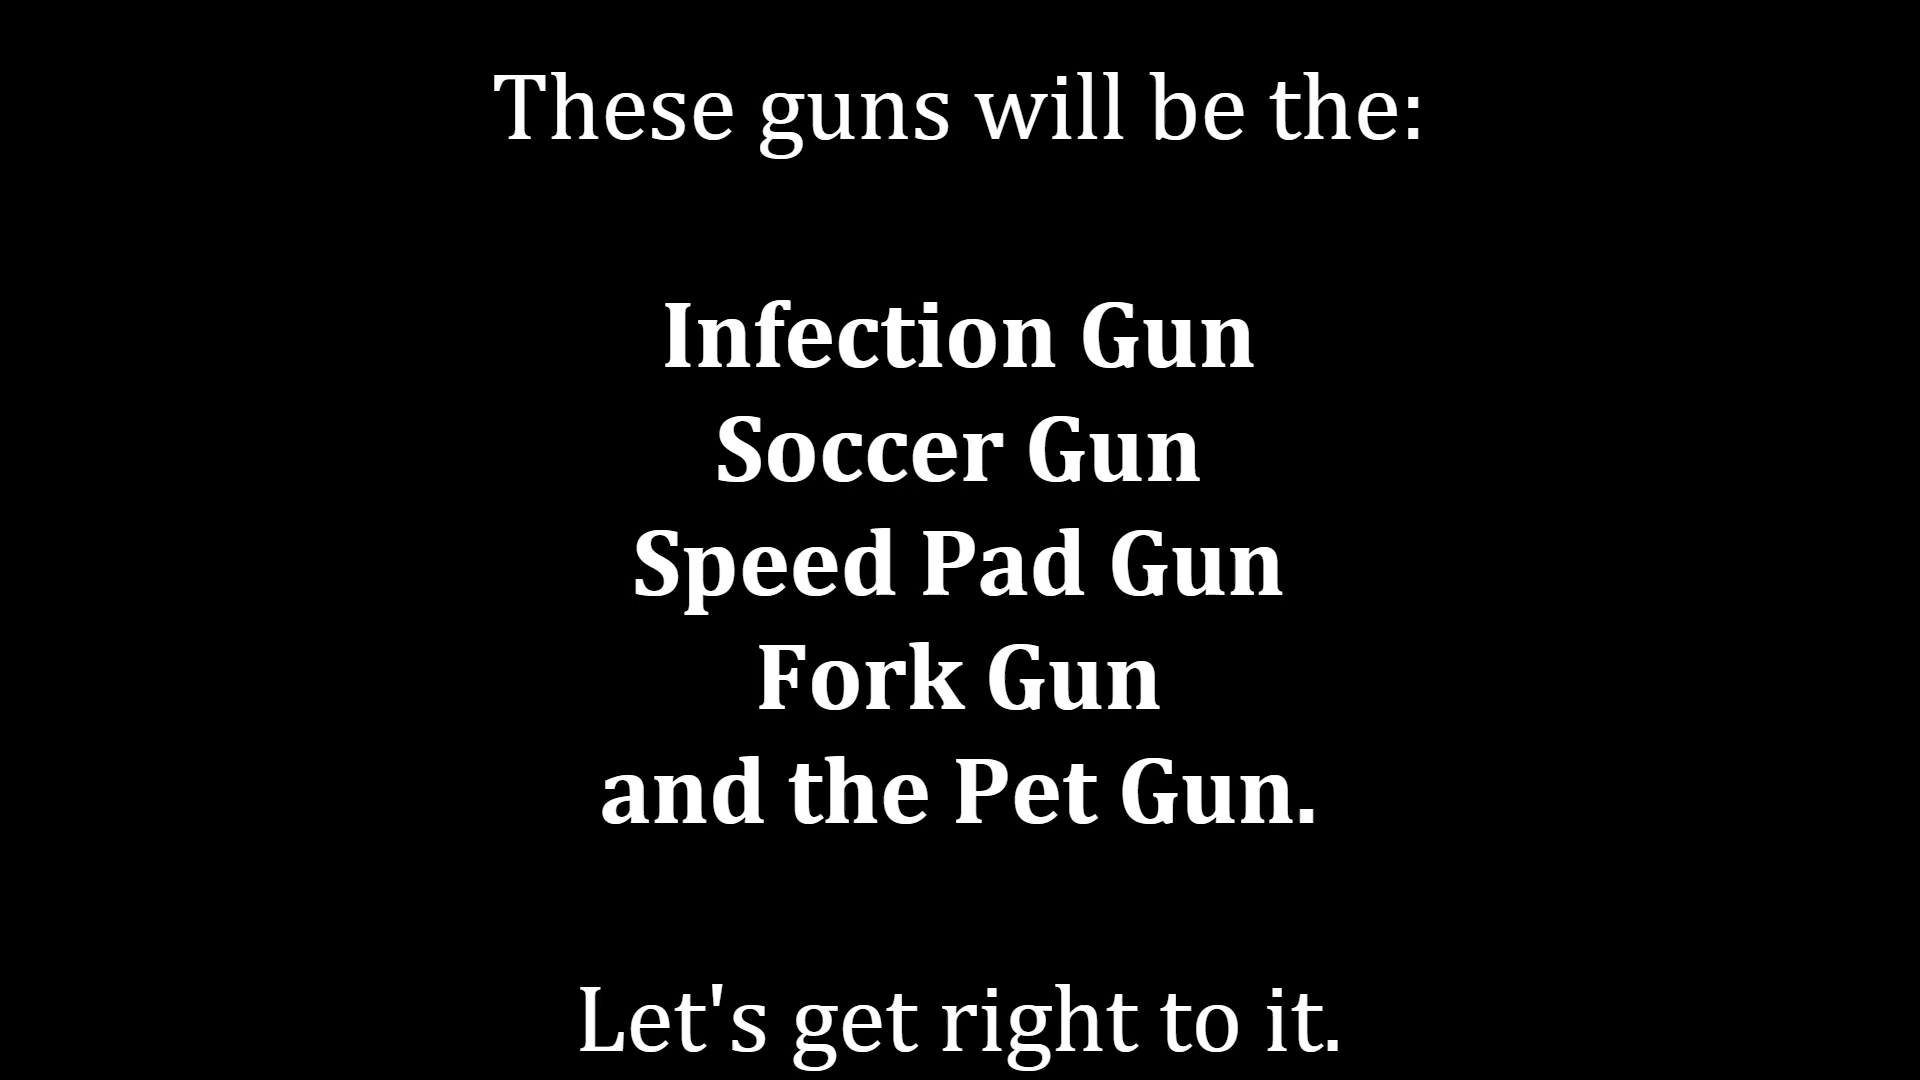 These guns will be the:
Infection Gun
Soccer Gun
Speed Pad Gun
Fork Gun
and the Pet Gun.
Let's get right to it.